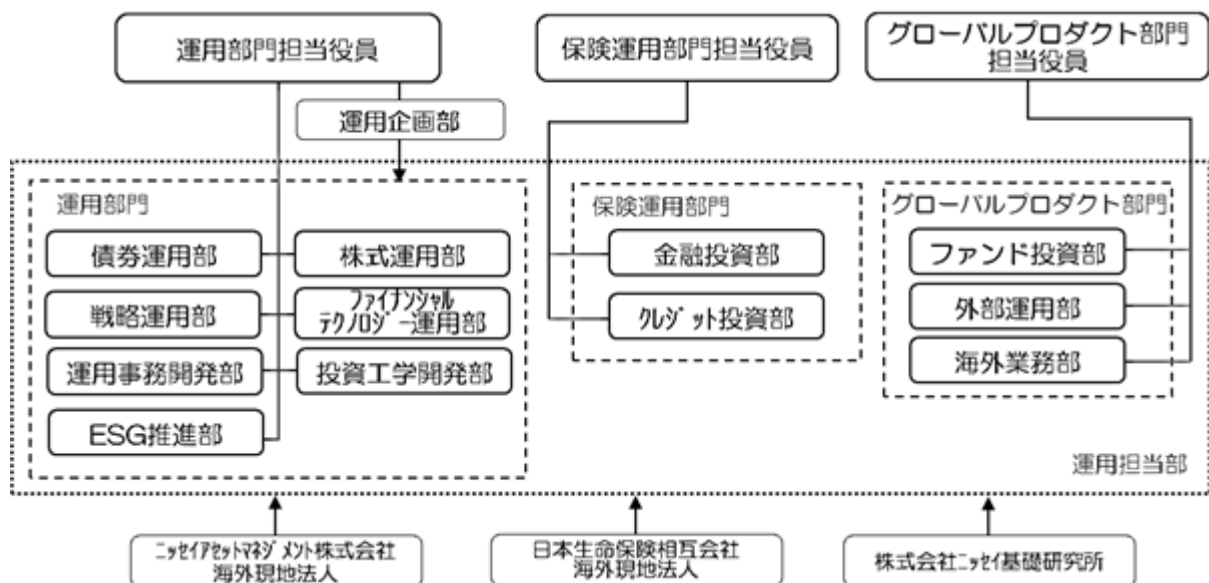 運用部門担当役員
保険運用部門担当役員
グローバルプロダクト部門
担当役員
運用企画部
運用部門
債券運用部
株式運用部
戦略運用部
ファイナンシャル
テクノロジー運用部
運用事務開発部
投資工学開発部
ESG推進部
保険運用部門
金融投資部
クレジット投資部
グローバルプロダクト部門
ファンド投資部
外部運用部
海外業務部
運用担当部
ニッセイアセットマネジメント株式会社
海外現地法人
日本生命保険相互会社
海外現地法人
株式会社ニッセイ基礎研究所